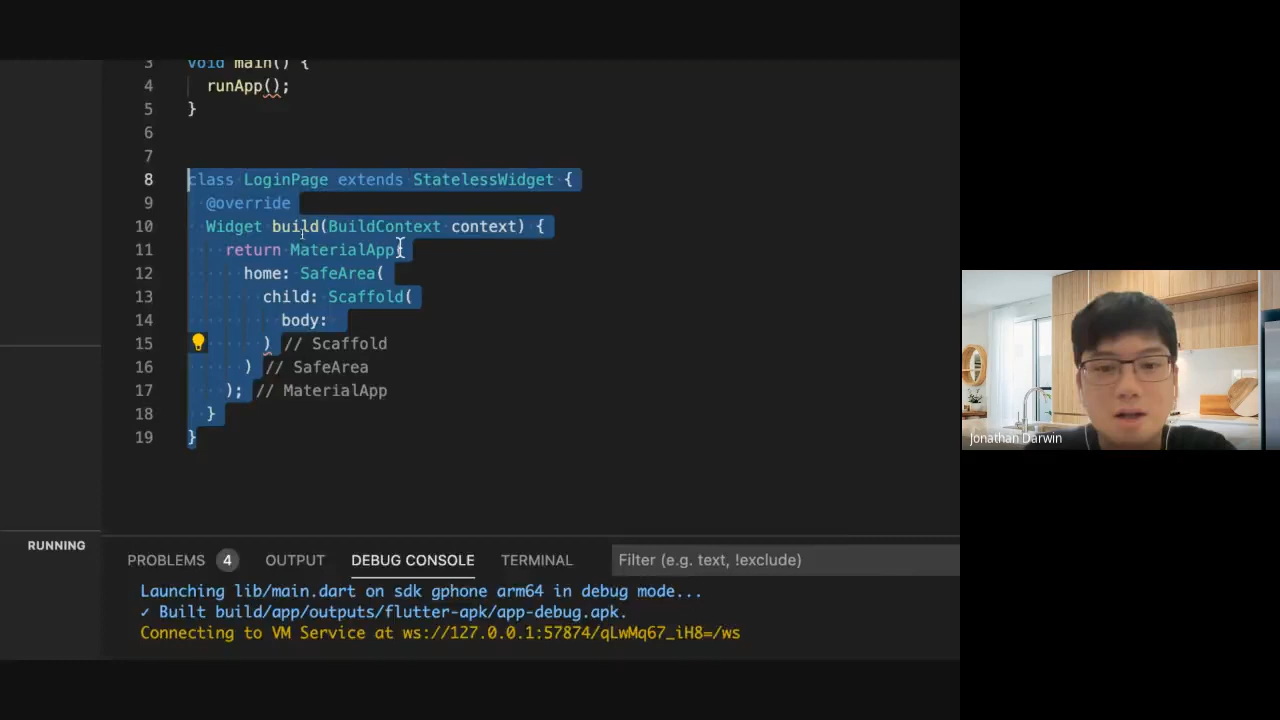 3 void main() {
4 runApp();
5 }
6
7
8 class LoginPage extends StatelessWidget {
9 @override
10 Widget build(BuildContext context) {
11 return MaterialApp(
12 home: SafeArea(
13 child: Scaffold(
14 body:
15 ) // Scaffold
16 ) // SafeArea
17 ); // MaterialApp
18 }
19 }
Jonathan Darwin
RUNNING
PROBLEMS 4 OUTPUT DEBUG CONSOLE TERMINAL Filter (e.g. text, !exclude)
Launching lib/main.dart on sdk gphone arm64 in debug mode...
✓ Built build/app/outputs/flutter-apk/app-debug.apk.
Connecting to VM Service at ws://127.0.0.1:57874/qLwMq67_iH8=/ws